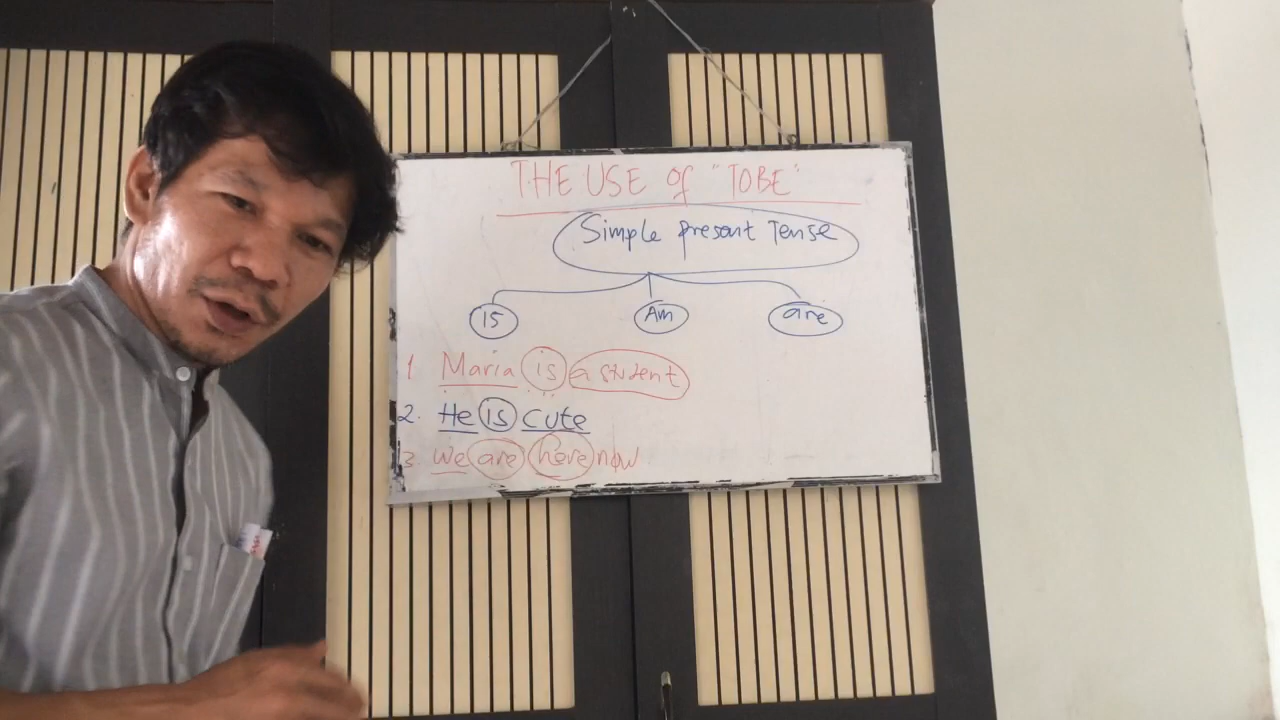 THE USE of "TOBE"
Simple present Tense
is Am are
1 Maria is a student
2. He is cute
3 we are here now